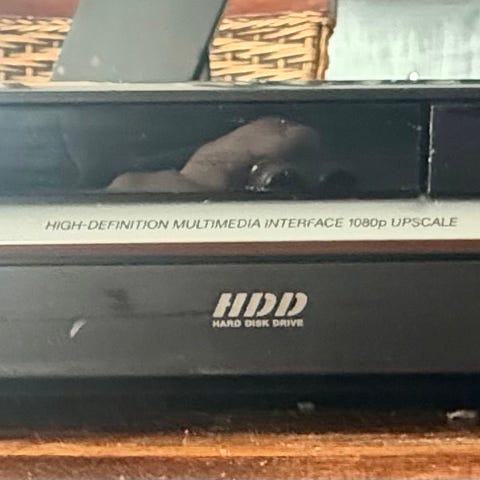 HIGH-DEFINITION MULTIMEDIA INTERFACE 1080p UPSCALE
HDD
HARD DISK DRIVE